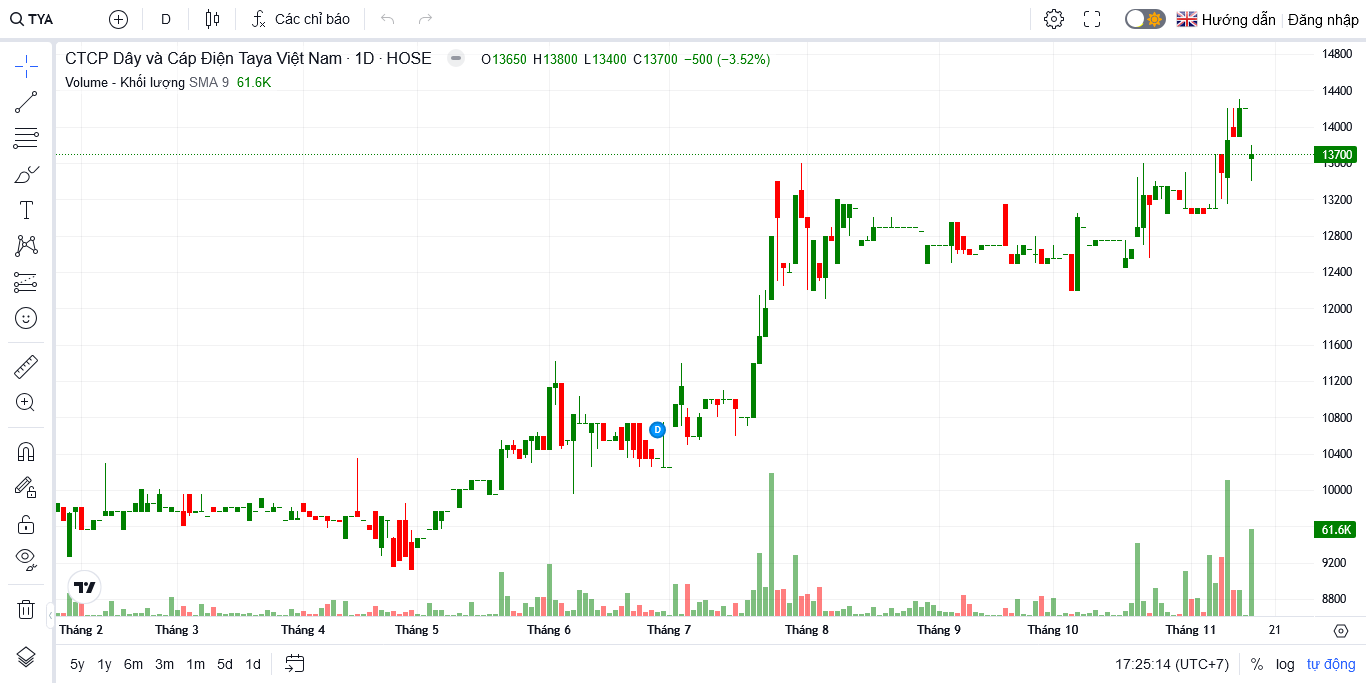 TYA D Các chỉ báo Hướng dẫn Đăng nhập
CTCP Dây và Cáp Điện Taya Việt Nam · 1D · HOSE O13650 H13800 L13400 C13700 −500 (−3.52%)
Volume - Khối lượng SMA 9 61.6K
14800
14400
14000
13700
13600
13200
12800
12400
12000
11600
11200
10800
D
10400
10000
61.6K
9200
8800
Tháng 2 Tháng 3 Tháng 4 Tháng 5 Tháng 6 Tháng 7 Tháng 8 Tháng 9 Tháng 10 Tháng 11 21
5y 1y 6m 3m 1m 5d 1d 17:25:14 (UTC+7) % log tự động